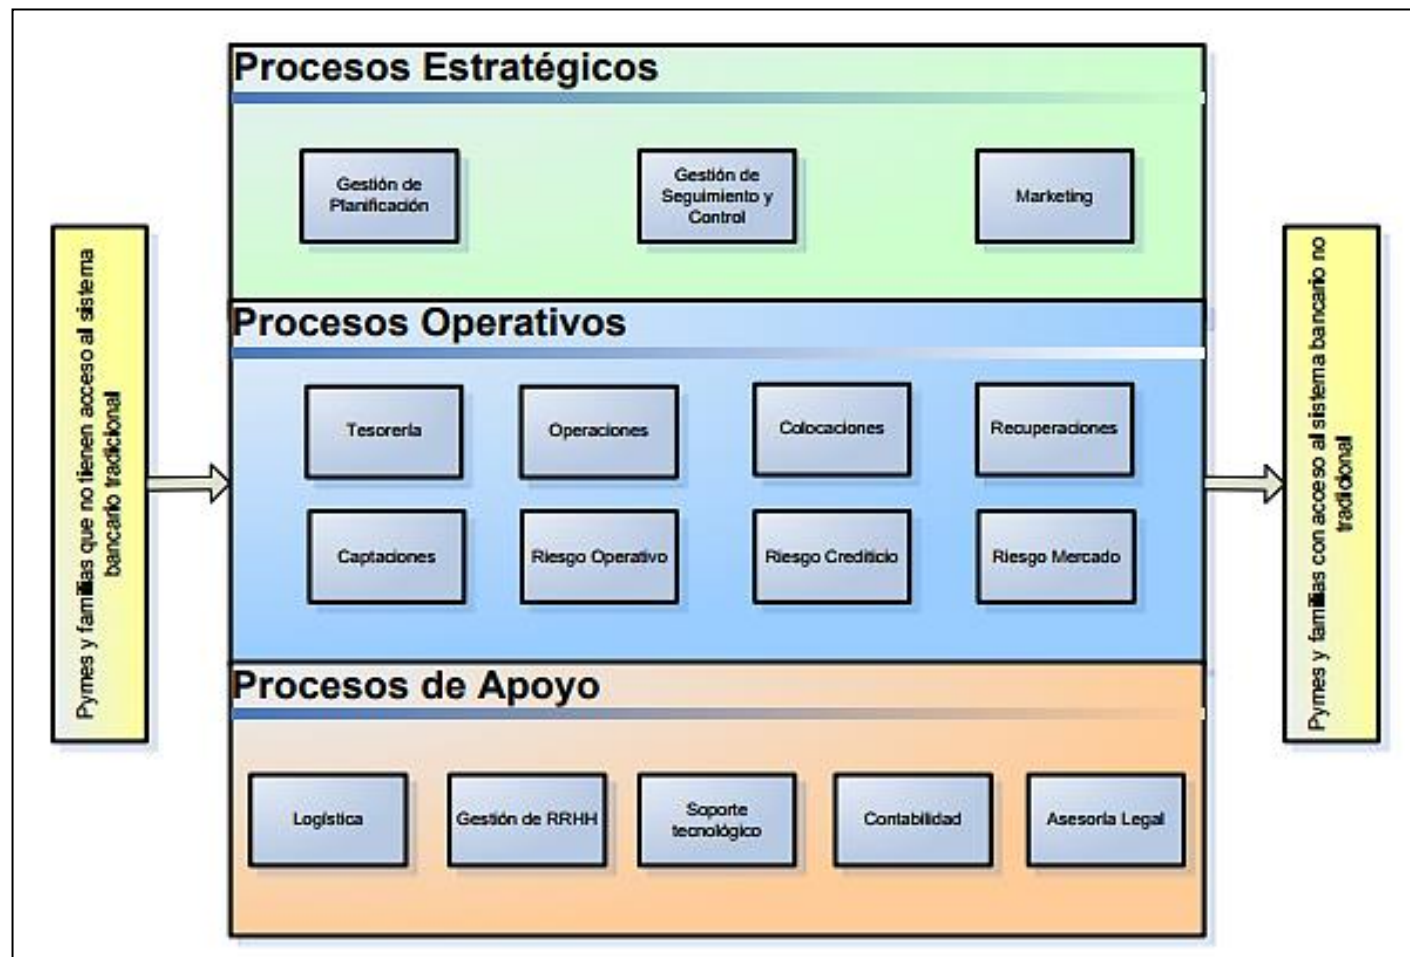 Procesos Estratégicos
Gestión de
Planificación
Gestión de
Seguimiento y
Control
Marketing
Pymes y familias que no tienen acceso al sistema
bancario tradicional
Procesos Operativos
Tesorería
Operaciones
Colocaciones
Recuperaciones
Captaciones
Riesgo Operativo
Riesgo Crediticio
Riesgo Mercado
Pymes y familias con acceso al sistema bancario no
tradicional
Procesos de Apoyo
Logística
Gestión de RRHH
Soporte
tecnológico
Contabilidad
Asesoría Legal